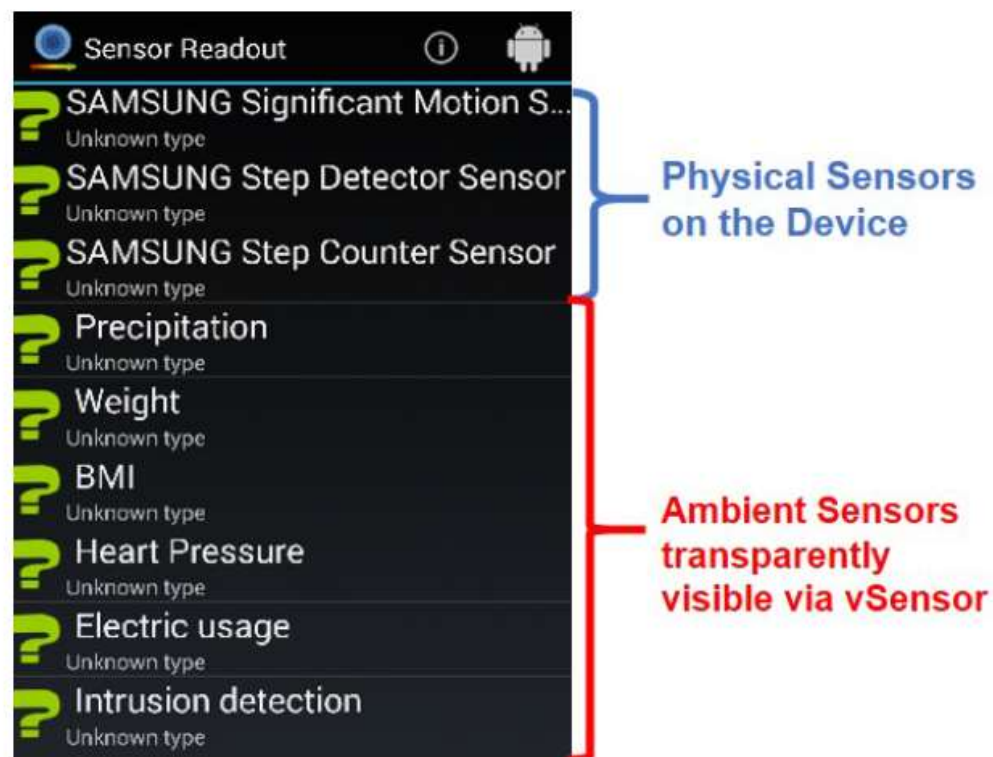 Sensor Readout
SAMSUNG Significant Motion S...
Unknown type
SAMSUNG Step Detector Sensor
Unknown type
SAMSUNG Step Counter Sensor
Unknown type
Precipitation
Unknown type
Weight
Unknown type
BMI
Unknown type
Heart Pressure
Unknown type
Electric usage
Unknown type
Intrusion detection
Unknown type
Physical Sensors
on the Device
Ambient Sensors
transparently
visible via vSensor